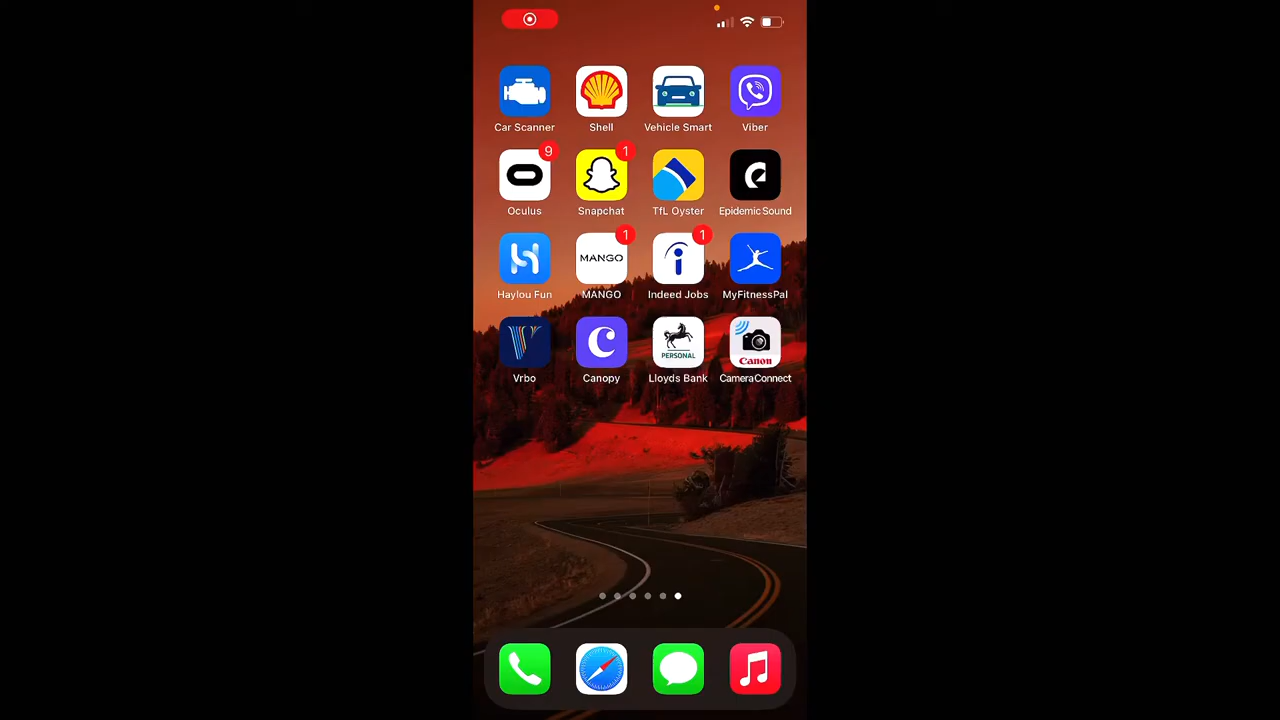 Car Scanner Shell Vehicle Smart Viber
9 1
Oculus Snapchat TfL Oyster Epidemic Sound
MANGO 1 1
Haylou Fun MANGO Indeed Jobs MyFitnessPal
PERSONAL Canon
Vrbo Canopy Lloyds Bank CameraConnect